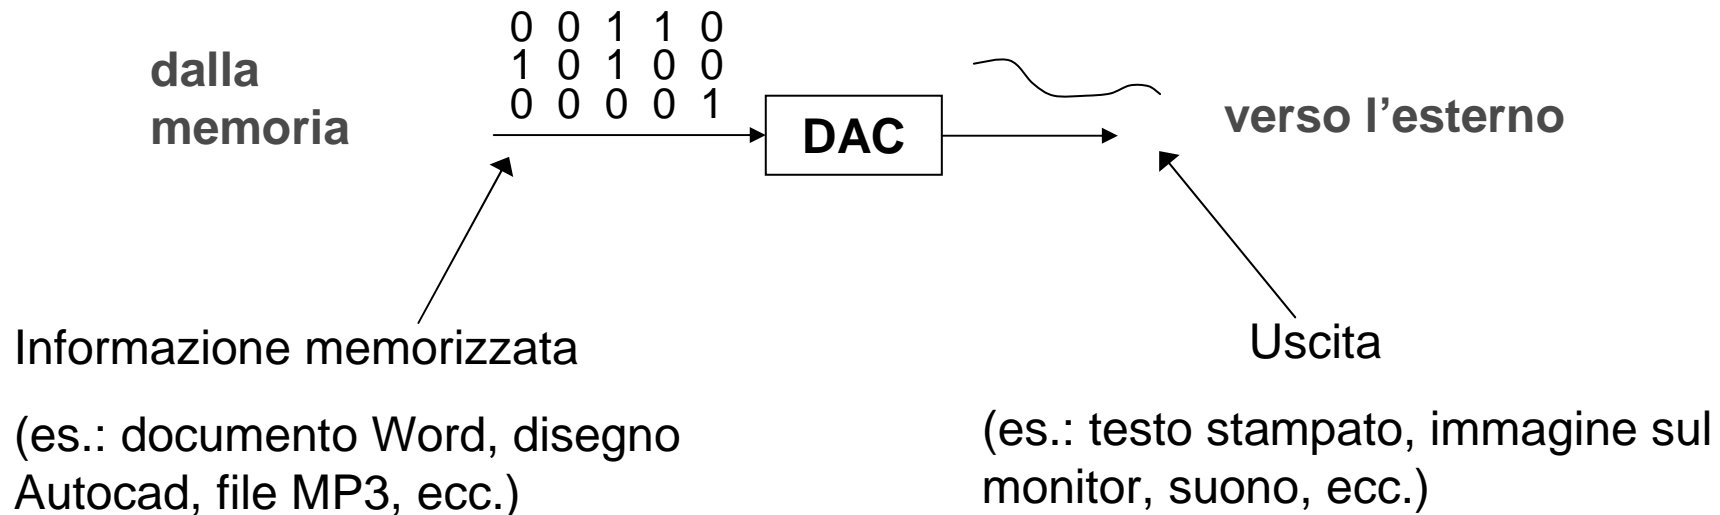 dalla
memoria
0 0 1 1 0
1 0 1 0 0
0 0 0 0 1
DAC
verso l'esterno
Informazione memorizzata
(es.: documento Word, disegno
Autocad, file MP3, ecc.)
Uscita
(es.: testo stampato, immagine sul
monitor, suono, ecc.)